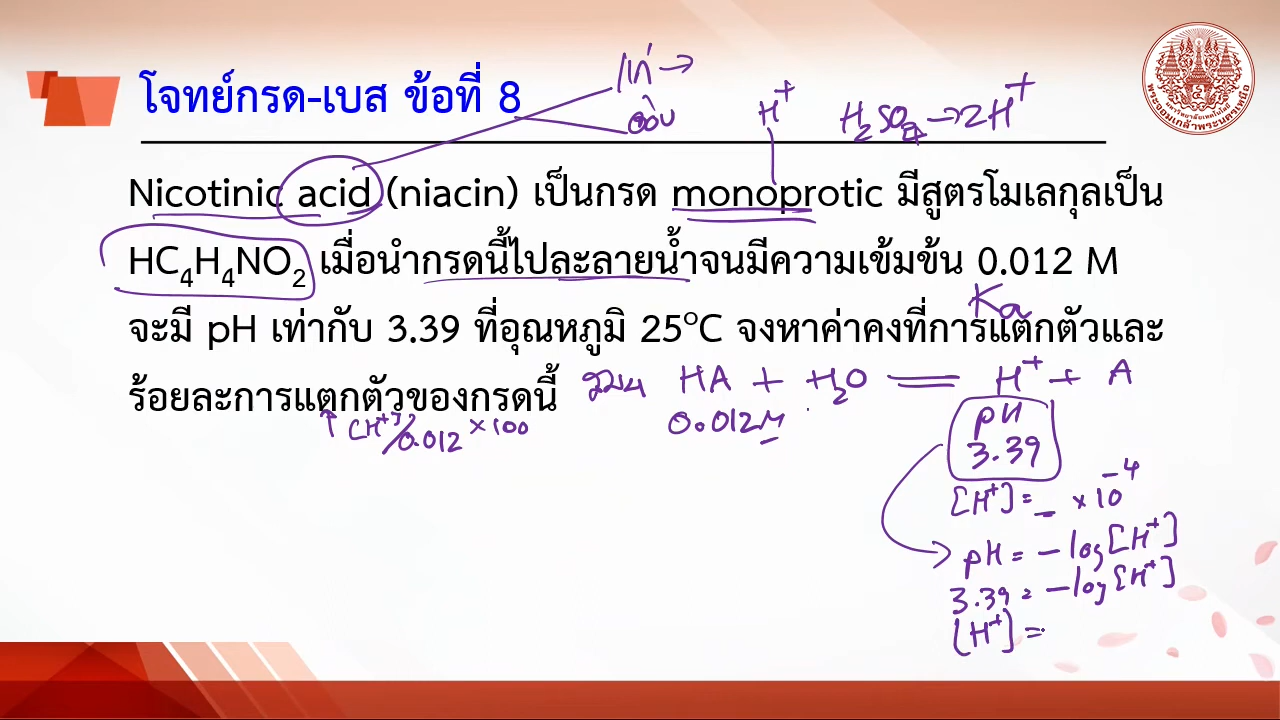 โจทย์กรด-เบส ข้อที่ 8
แก่ →
อ่อน
H⁺
H₂SO₄ → 2H⁺
Nicotinic acid (niacin) เป็นกรด monoprotic มีสูตรโมเลกุลเป็น
HC₄H₄NO₂ เมื่อนำกรดนี้ไปละลายน้ำจนมีความเข้มข้น 0.012 M
Ka
จะมี pH เท่ากับ 3.39 ที่อุณหภูมิ 25°C จงหาค่าคงที่การแตกตัวและ
ร้อยละการแตกตัวของกรดนี้
HA + H₂O = H⁺ + A
[H⁺]/0.012 × 100
0.012 M
pH
3.39
[H⁺] = _ × 10⁻⁴
pH = -log[H⁺]
3.39 = -log[H⁺]
[H⁺] =